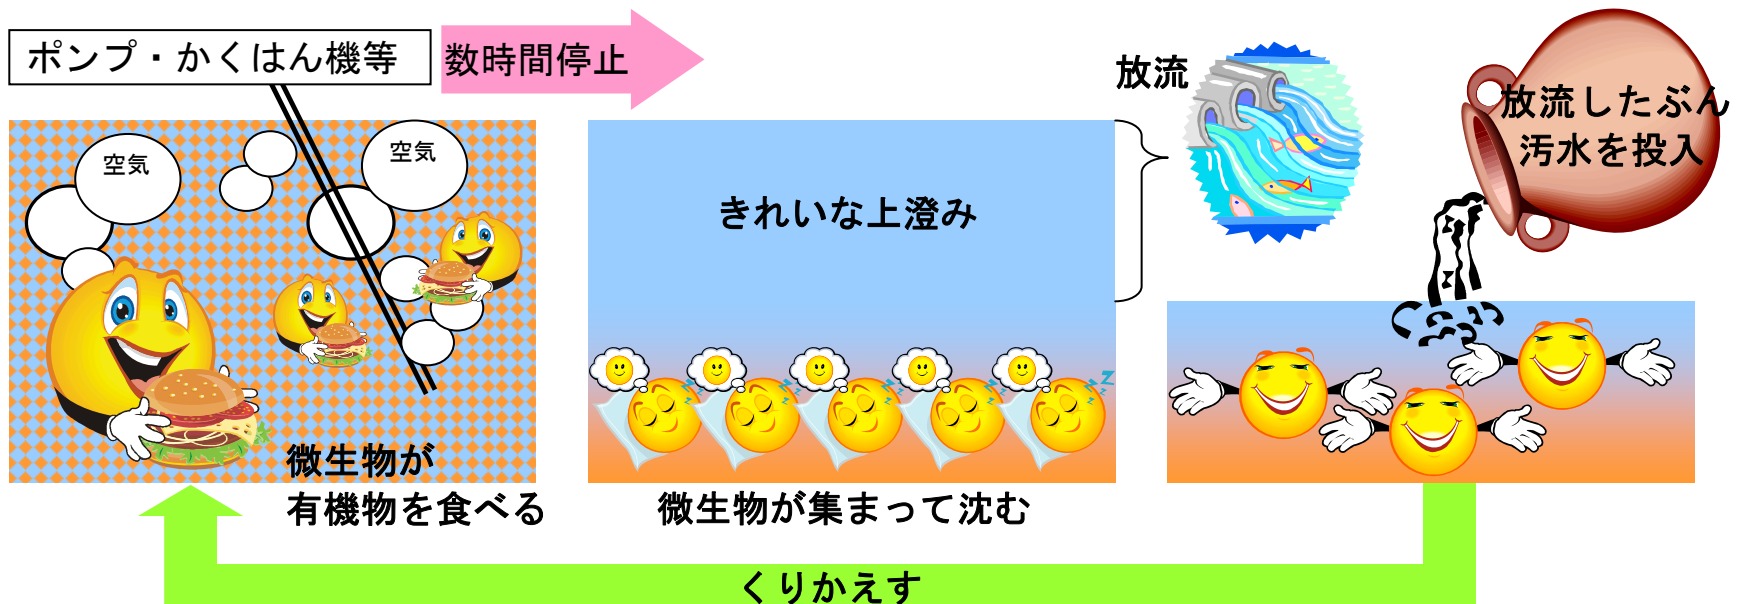 ポンプ・かくはん機等
数時間停止
空気
空気
微生物が
有機物を食べる
きれいな上澄み
微生物が集まって沈む
放流
放流したぶん
汚水を投入
くりかえす
z z Z
z z Z
z z Z
z z Z
z z Z